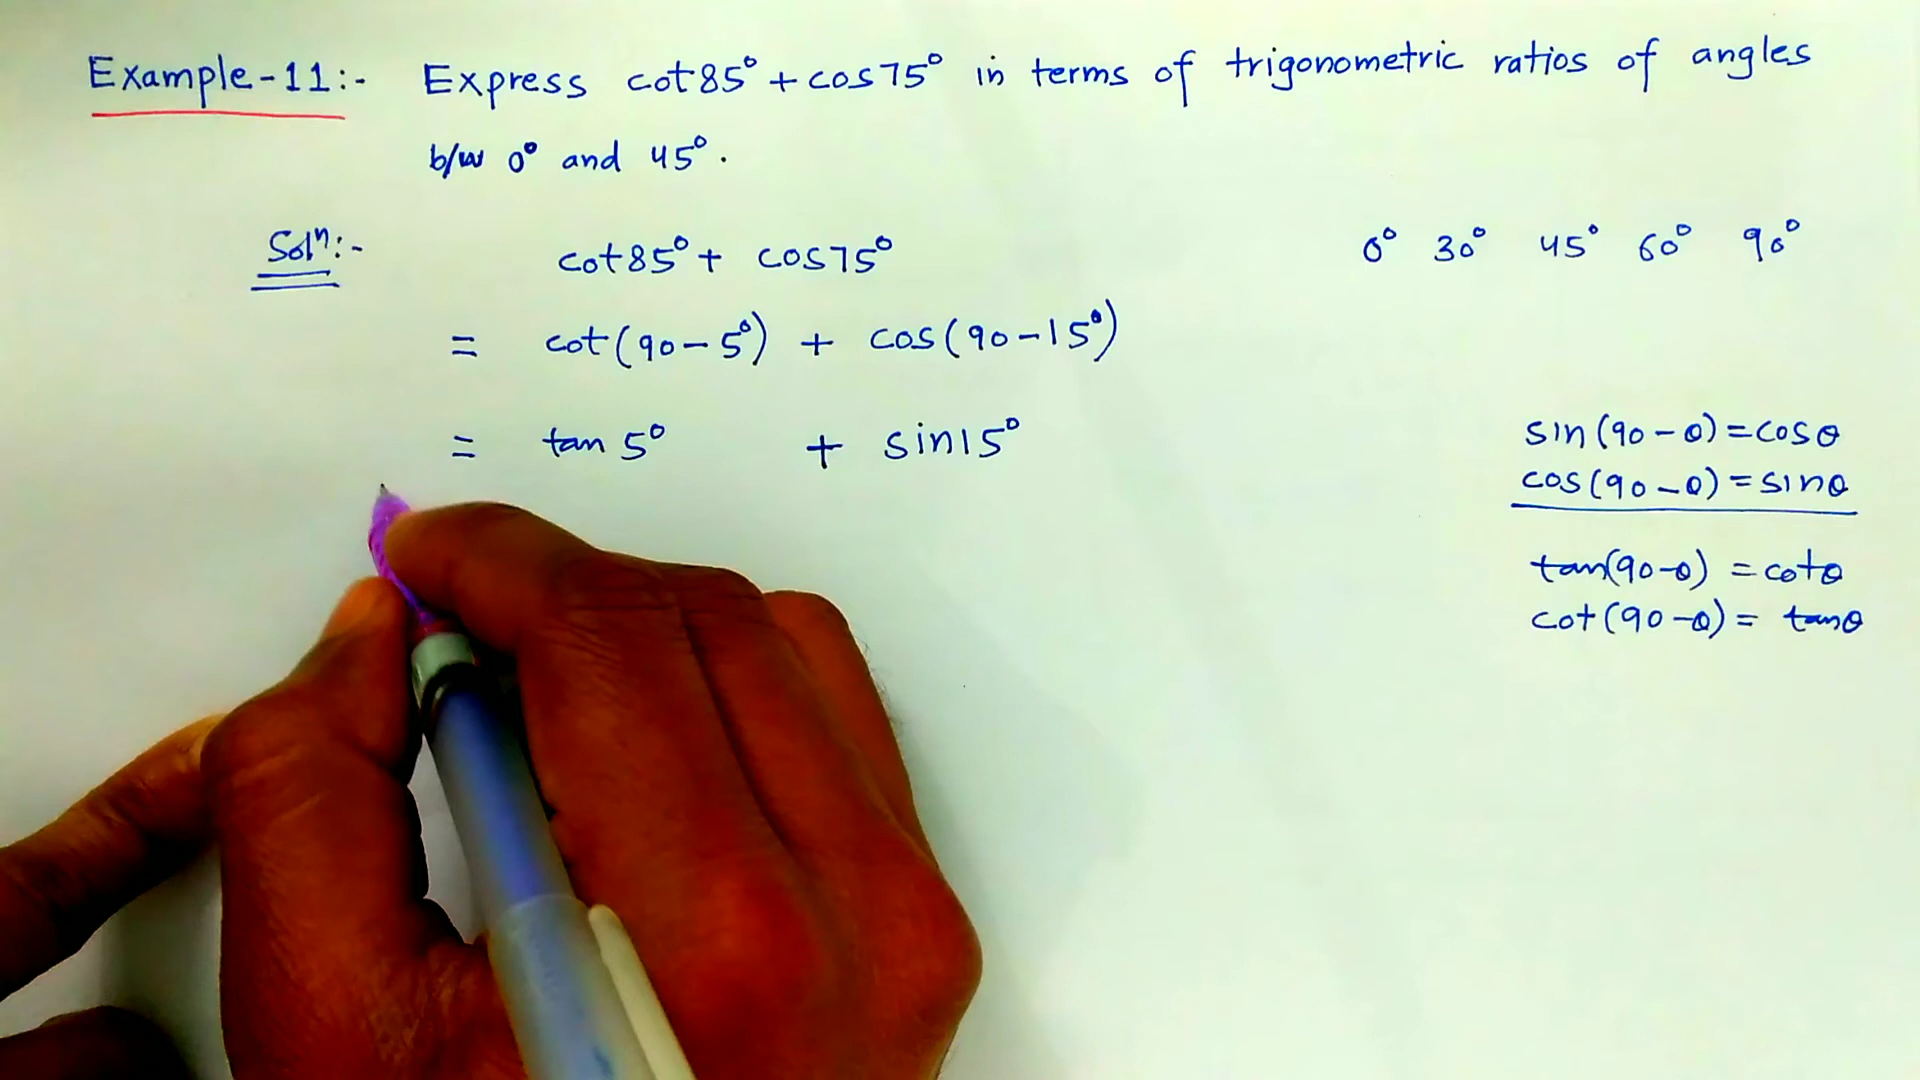 Example-11:- Express cot85° + cos75° in terms of trigonometric ratios of angles
b/w 0° and 45°.
Solⁿ:- cot85° + cos75°
0° 30° 45° 60° 90°
= cot(90-5°) + cos(90-15°)
= tan 5° + sin15°
sin(90-θ)=cosθ
cos(90-θ)=sinθ
tan(90-θ) = cotθ
cot(90-θ) = tanθ